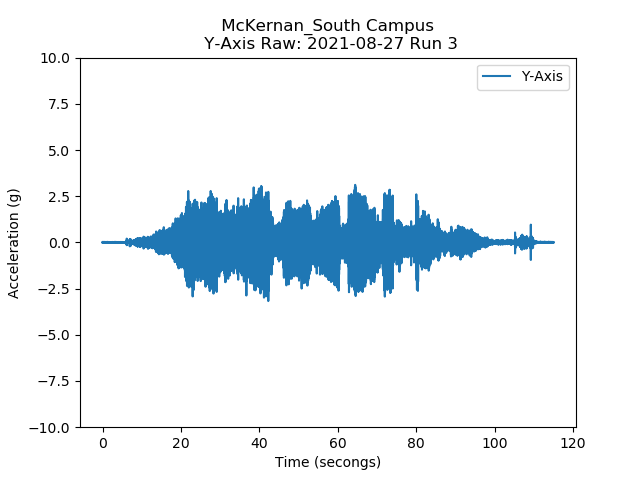 McKernan_South Campus
Y-Axis Raw: 2021-08-27 Run 3
Y-Axis
Acceleration (g)
10.0
7.5
5.0
2.5
0.0
−2.5
−5.0
−7.5
−10.0
0 20 40 60 80 100 120
Time (secongs)